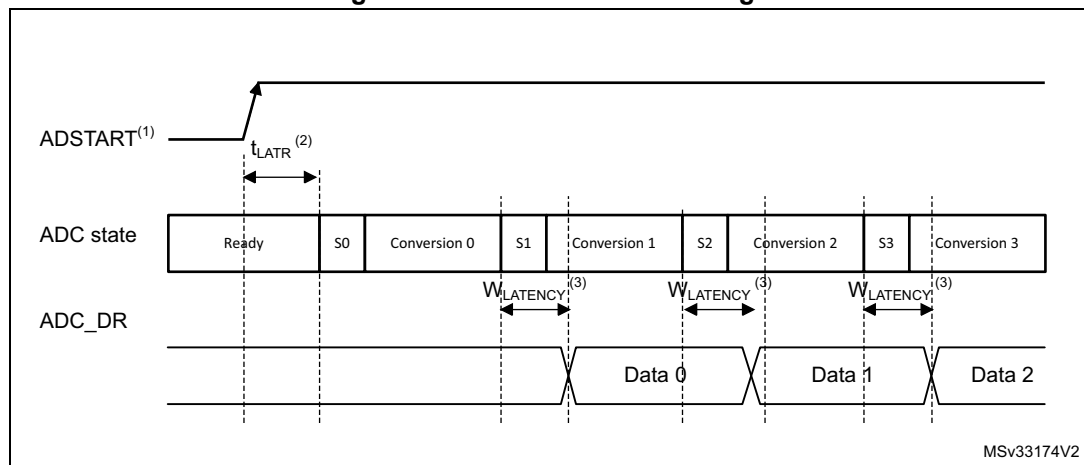 ADSTART(1)
tLATR (2)
ADC state
Ready S0 Conversion 0 S1 Conversion 1 S2 Conversion 2 S3 Conversion 3
WLATENCY(3) WLATENCY(3) WLATENCY(3)
ADC_DR
Data 0 Data 1 Data 2
MSv33174V2